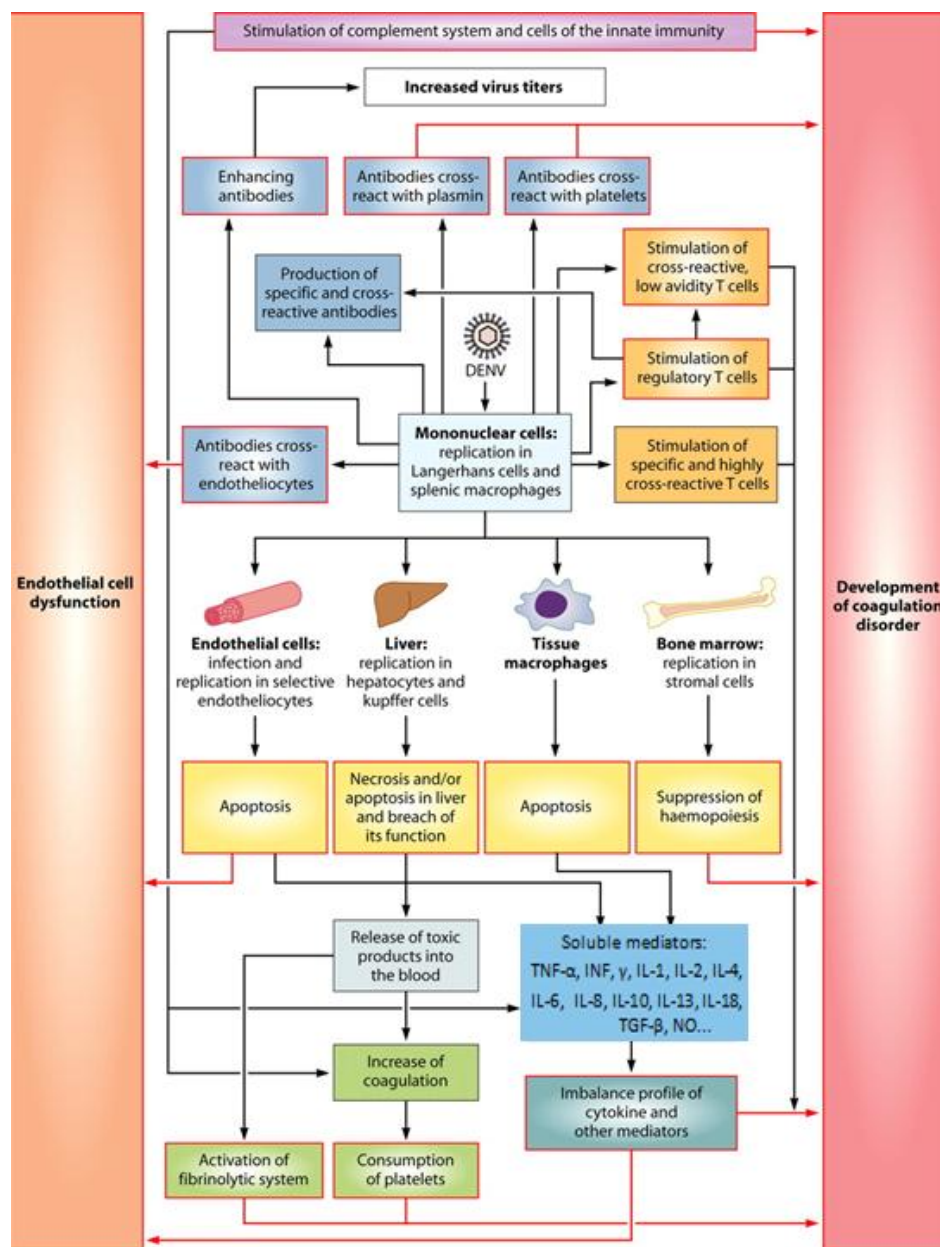 Stimulation of complement system and cells of the innate immunity
Increased virus titers
Enhancing
antibodies
Antibodies cross-
react with plasmin
Antibodies cross-
react with platelets
Stimulation of
cross-reactive,
low avidity T cells
Production of
specific and cross-
reactive antibodies
DENV
Stimulation of
regulatory T cells
Antibodies cross-
react with
endotheliocytes
Mononuclear cells:
replication in
Langerhans cells and
splenic macrophages
Stimulation of
specific and highly
cross-reactive T cells
Endothelial cell
dysfunction
Development
of coagulation
disorder
Endothelial cells:
infection and
replication in selective
endotheliocytes
Liver:
replication in
hepatocytes and
kupffer cells
Tissue
macrophages
Bone marrow:
replication in
stromal cells
Apoptosis
Necrosis and/or
apoptosis in liver
and breach of
its function
Apoptosis
Suppression of
haemopoiesis
Release of toxic
products into
the blood
Soluble mediators:
TNF-α, INF, γ, IL-1, IL-2, IL-4,
IL-6, IL-8, IL-10, IL-13, IL-18,
TGF-β, NO...
Increase of
coagulation
Imbalance profile of
cytokine and
other mediators
Activation of
fibrinolytic system
Consumption
of platelets